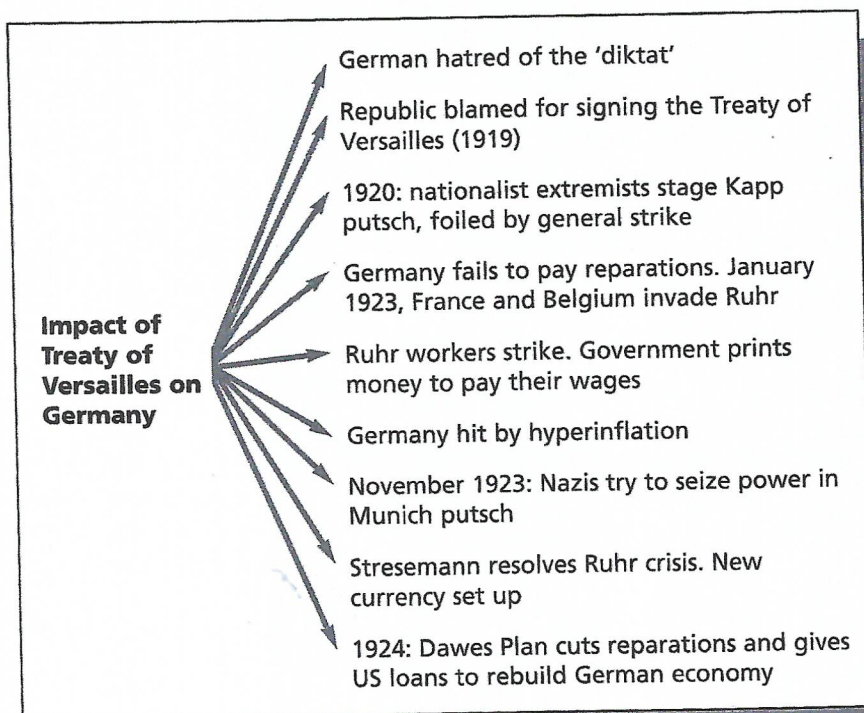 German hatred of the 'diktat'
Republic blamed for signing the Treaty of
Versailles (1919)
1920: nationalist extremists stage Kapp
putsch, foiled by general strike
Germany fails to pay reparations. January
1923, France and Belgium invade Ruhr
Impact of
Treaty of
Versailles on
Germany
Ruhr workers strike. Government prints
money to pay their wages
Germany hit by hyperinflation
November 1923: Nazis try to seize power in
Munich putsch
Stresemann resolves Ruhr crisis. New
currency set up
1924: Dawes Plan cuts reparations and gives
US loans to rebuild German economy